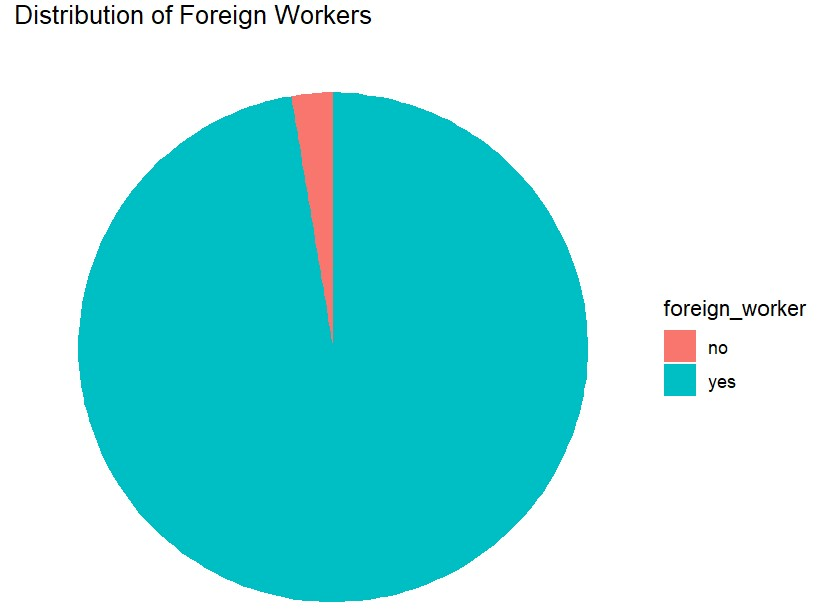 Distribution of Foreign Workers
foreign_worker
no
yes